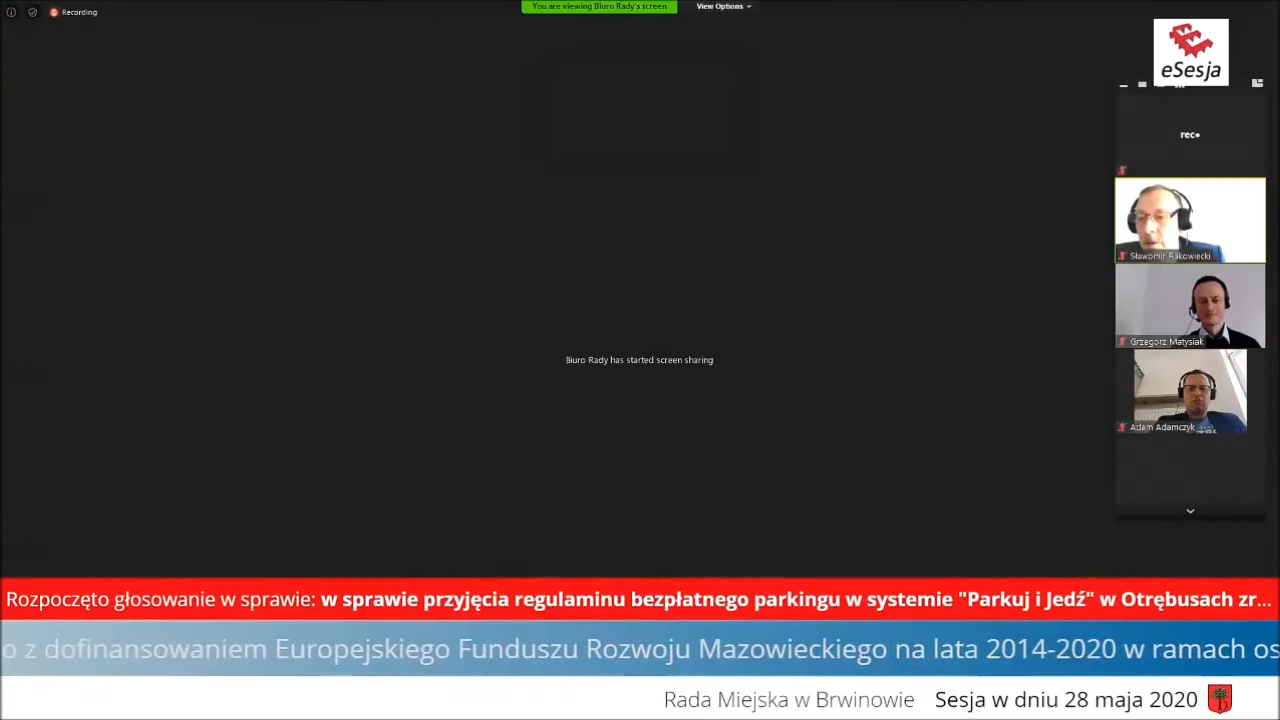 Recording
You are viewing Biuro Rady's screen
View Options
eSesja
rec
Sławomir Rakowiecki
Grzegorz Matysiak
Adam Adamczyk
Biuro Rady has started screen sharing
Rozpoczęto głosowanie w sprawie: w sprawie przyjęcia regulaminu bezpłatnego parkingu w systemie "Parkuj i Jedź" w Otrębusach zr...
o z dofinansowaniem Europejskiego Funduszu Rozwoju Mazowieckiego na lata 2014-2020 w ramach os
Rada Miejska w Brwinowie Sesja w dniu 28 maja 2020